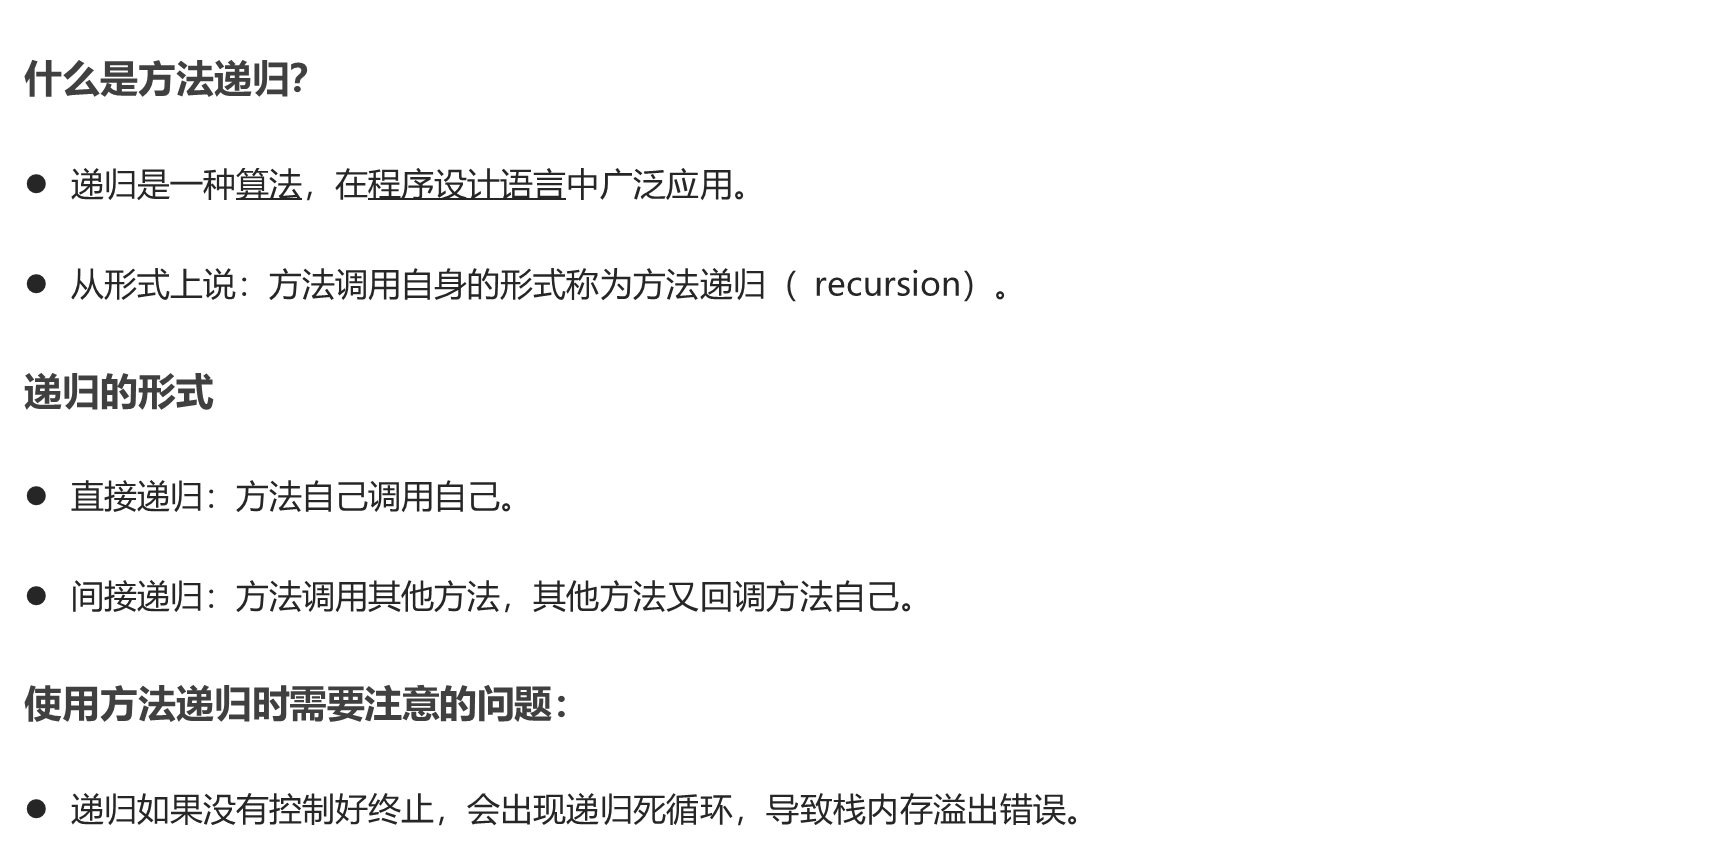 什么是方法递归？
● 递归是一种算法，在程序设计语言中广泛应用。
● 从形式上说：方法调用自身的形式称为方法递归（ recursion）。
递归的形式
● 直接递归：方法自己调用自己。
● 间接递归：方法调用其他方法，其他方法又回调方法自己。
使用方法递归时需要注意的问题：
● 递归如果没有控制好终止，会出现递归死循环，导致栈内存溢出错误。